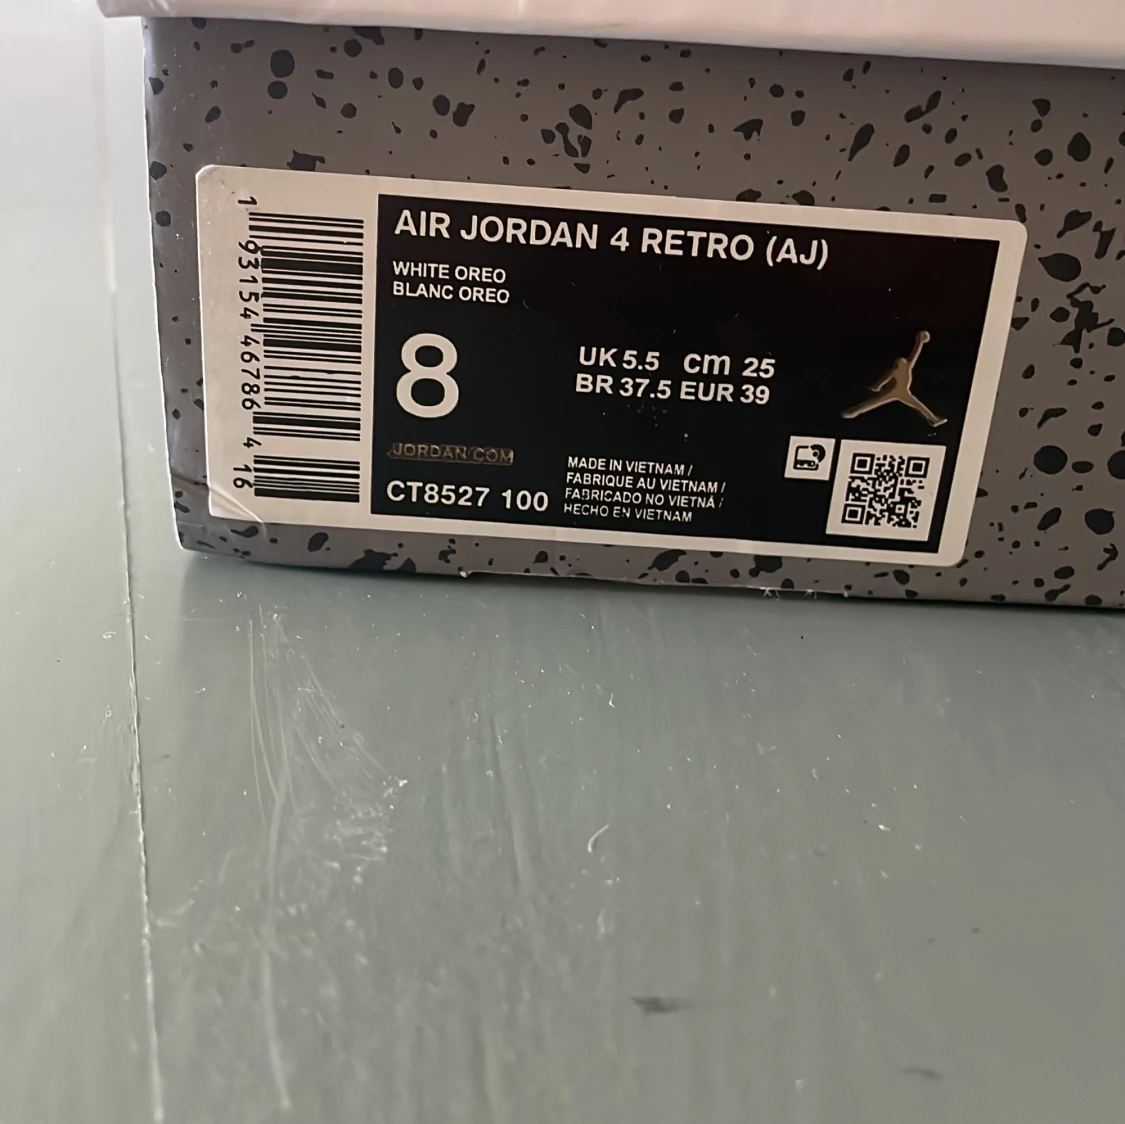 AIR JORDAN 4 RETRO (AJ)
WHITE OREO
BLANC OREO
8
UK 5.5 cm 25
BR 37.5 EUR 39
JORDAN.COM
CT8527 100
MADE IN VIETNAM /
FABRIQUE AU VIETNAM /
FABRICADO NO VIETNÃ /
HECHO EN VIETNAM
1 93154 46786 4 16